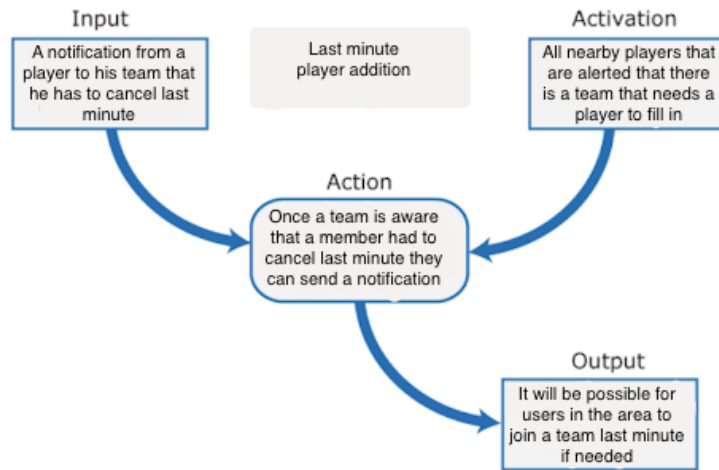 Input
A notification from a
player to his team that
he has to cancel last
minute
Last minute
player addition
Activation
All nearby players that
are alerted that there
is a team that needs a
player to fill in
Action
Once a team is aware
that a member had to
cancel last minute they
can send a notification
Output
It will be possible for
users in the area to
join a team last minute
if needed